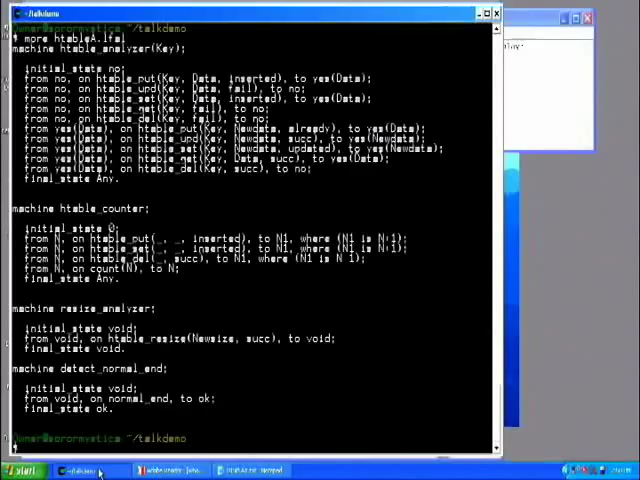 ~/talkdemo
Owner@aprormystica ~/talkdemo
* more htableA.lfal
machine htable_analyzer(Key);
initial_state no;
from no, on htable_put(Key, Data, inserted), to yes(Data);
from no, on htable_upd(Key, Data, fail), to no;
from no, on htable_set(Key, Data, inserted), to yes(Data);
from no, on htable_get(Key, fail), to no;
from no, on htable_del(Key, fail), to no;
from yes(Data), on htable_put(Key, Newdata, already), to yes(Data);
from yes(Data), on htable_upd(Key, Newdata, succ), to yes(Newdata);
from yes(Data), on htable_set(Key, Newdata, updated), to yes(Newdata);
from yes(Data), on htable_get(Key, Data, succ), to yes(Data);
from yes(Data), on htable_del(Key, succ), to no;
final_state Any.
machine htable_counter;
initial_state 0;
from N, on htable_put(_, _, inserted), to N1, where (N1 is N+1);
from N, on htable_set(_, _, inserted), to N1, where (N1 is N+1);
from N, on htable_del(_, succ), to N1, where (N1 is N-1);
from N, on count(N), to N;
final_state Any.
machine resize_analyzer;
initial_state void;
from void, on htable_resize(Newsize, succ), to void;
final_state void.
machine detect_normal_end;
initial_state void;
from void, on normal_end, to ok;
final_state ok.
~/talkdemo
start
~/talkdemo